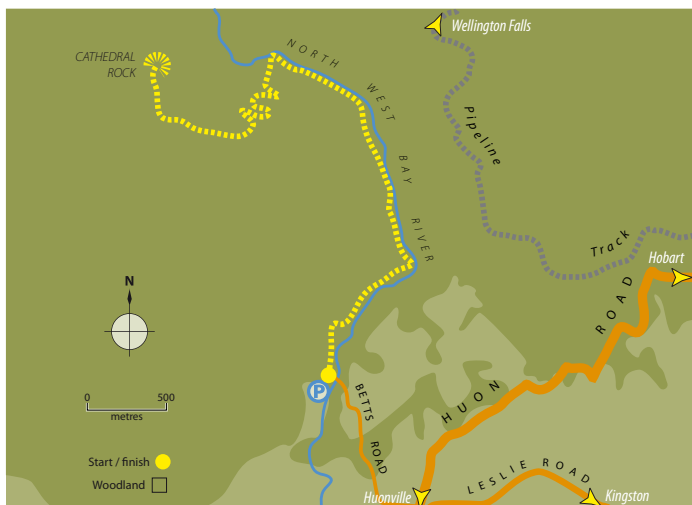 Wellington Falls
CATHEDRAL
ROCK
NORTH WEST BAY RIVER
Pipeline
Track
Hobart
N
HUON ROAD
0 500
metres
P
BETTS ROAD
Start / finish
Woodland
LESLIE ROAD
Huonville
Kingston